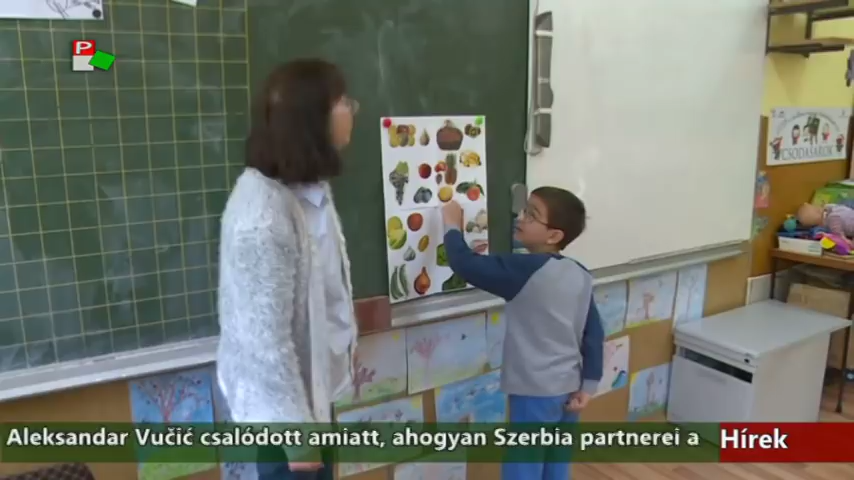 P
CSODASAROK
Aleksandar Vučić csalódott amiatt, ahogyan Szerbia partnerei a
Hírek